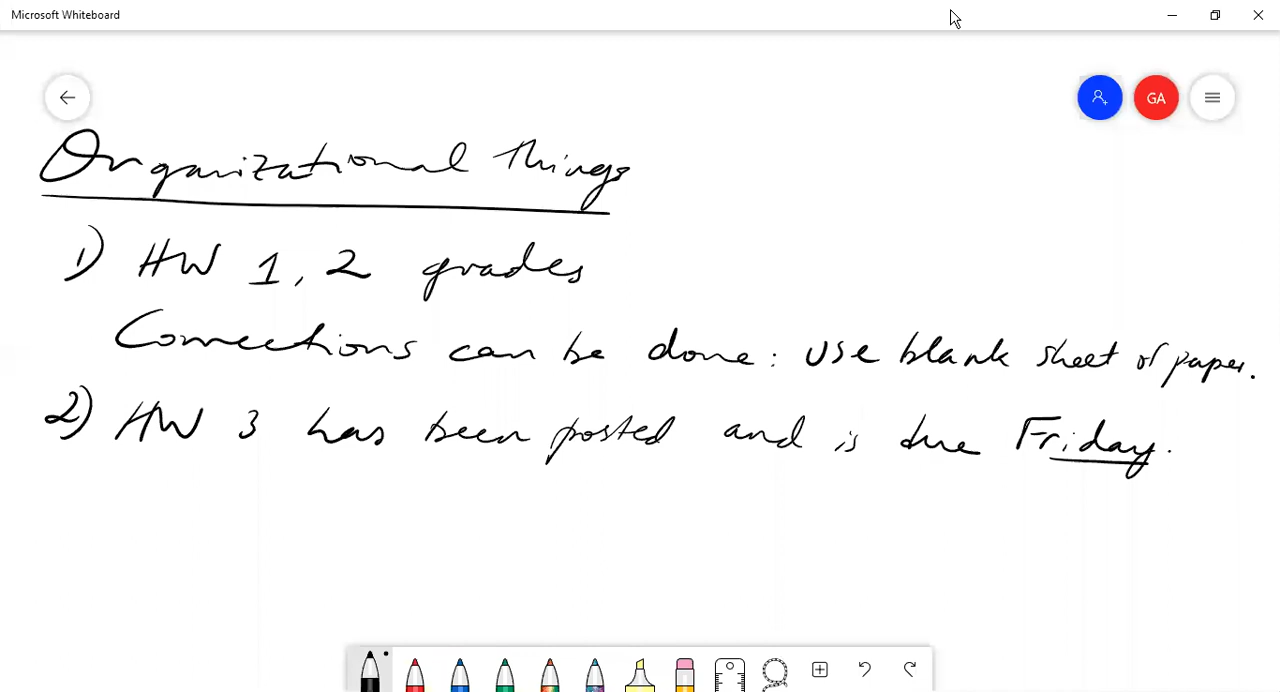 Microsoft Whiteboard
GA
Organizational Things
1) HW 1, 2 grades
Corrections can be done: use blank sheet of paper.
2) HW 3 has been posted and is due Friday.